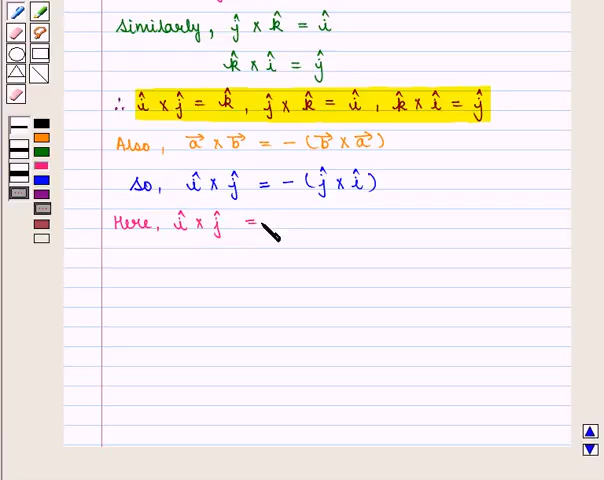 Similarly, ĵ × k̂ = î
k̂ × î = ĵ
∴ î × ĵ = k̂, ĵ × k̂ = î, k̂ × î = ĵ
Also, a⃗ × b⃗ = - (b⃗ × a⃗)
So, î × ĵ = - (ĵ × î)
Here, î × ĵ =